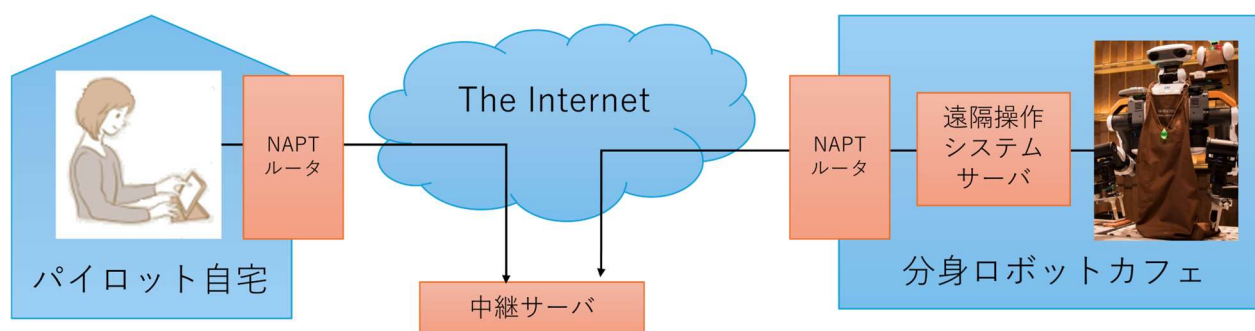 The Internet
NAPT
ルータ
NAPT
ルータ
遠隔操作
システム
サーバ
パイロット自宅
分身ロボットカフェ
中継サーバ